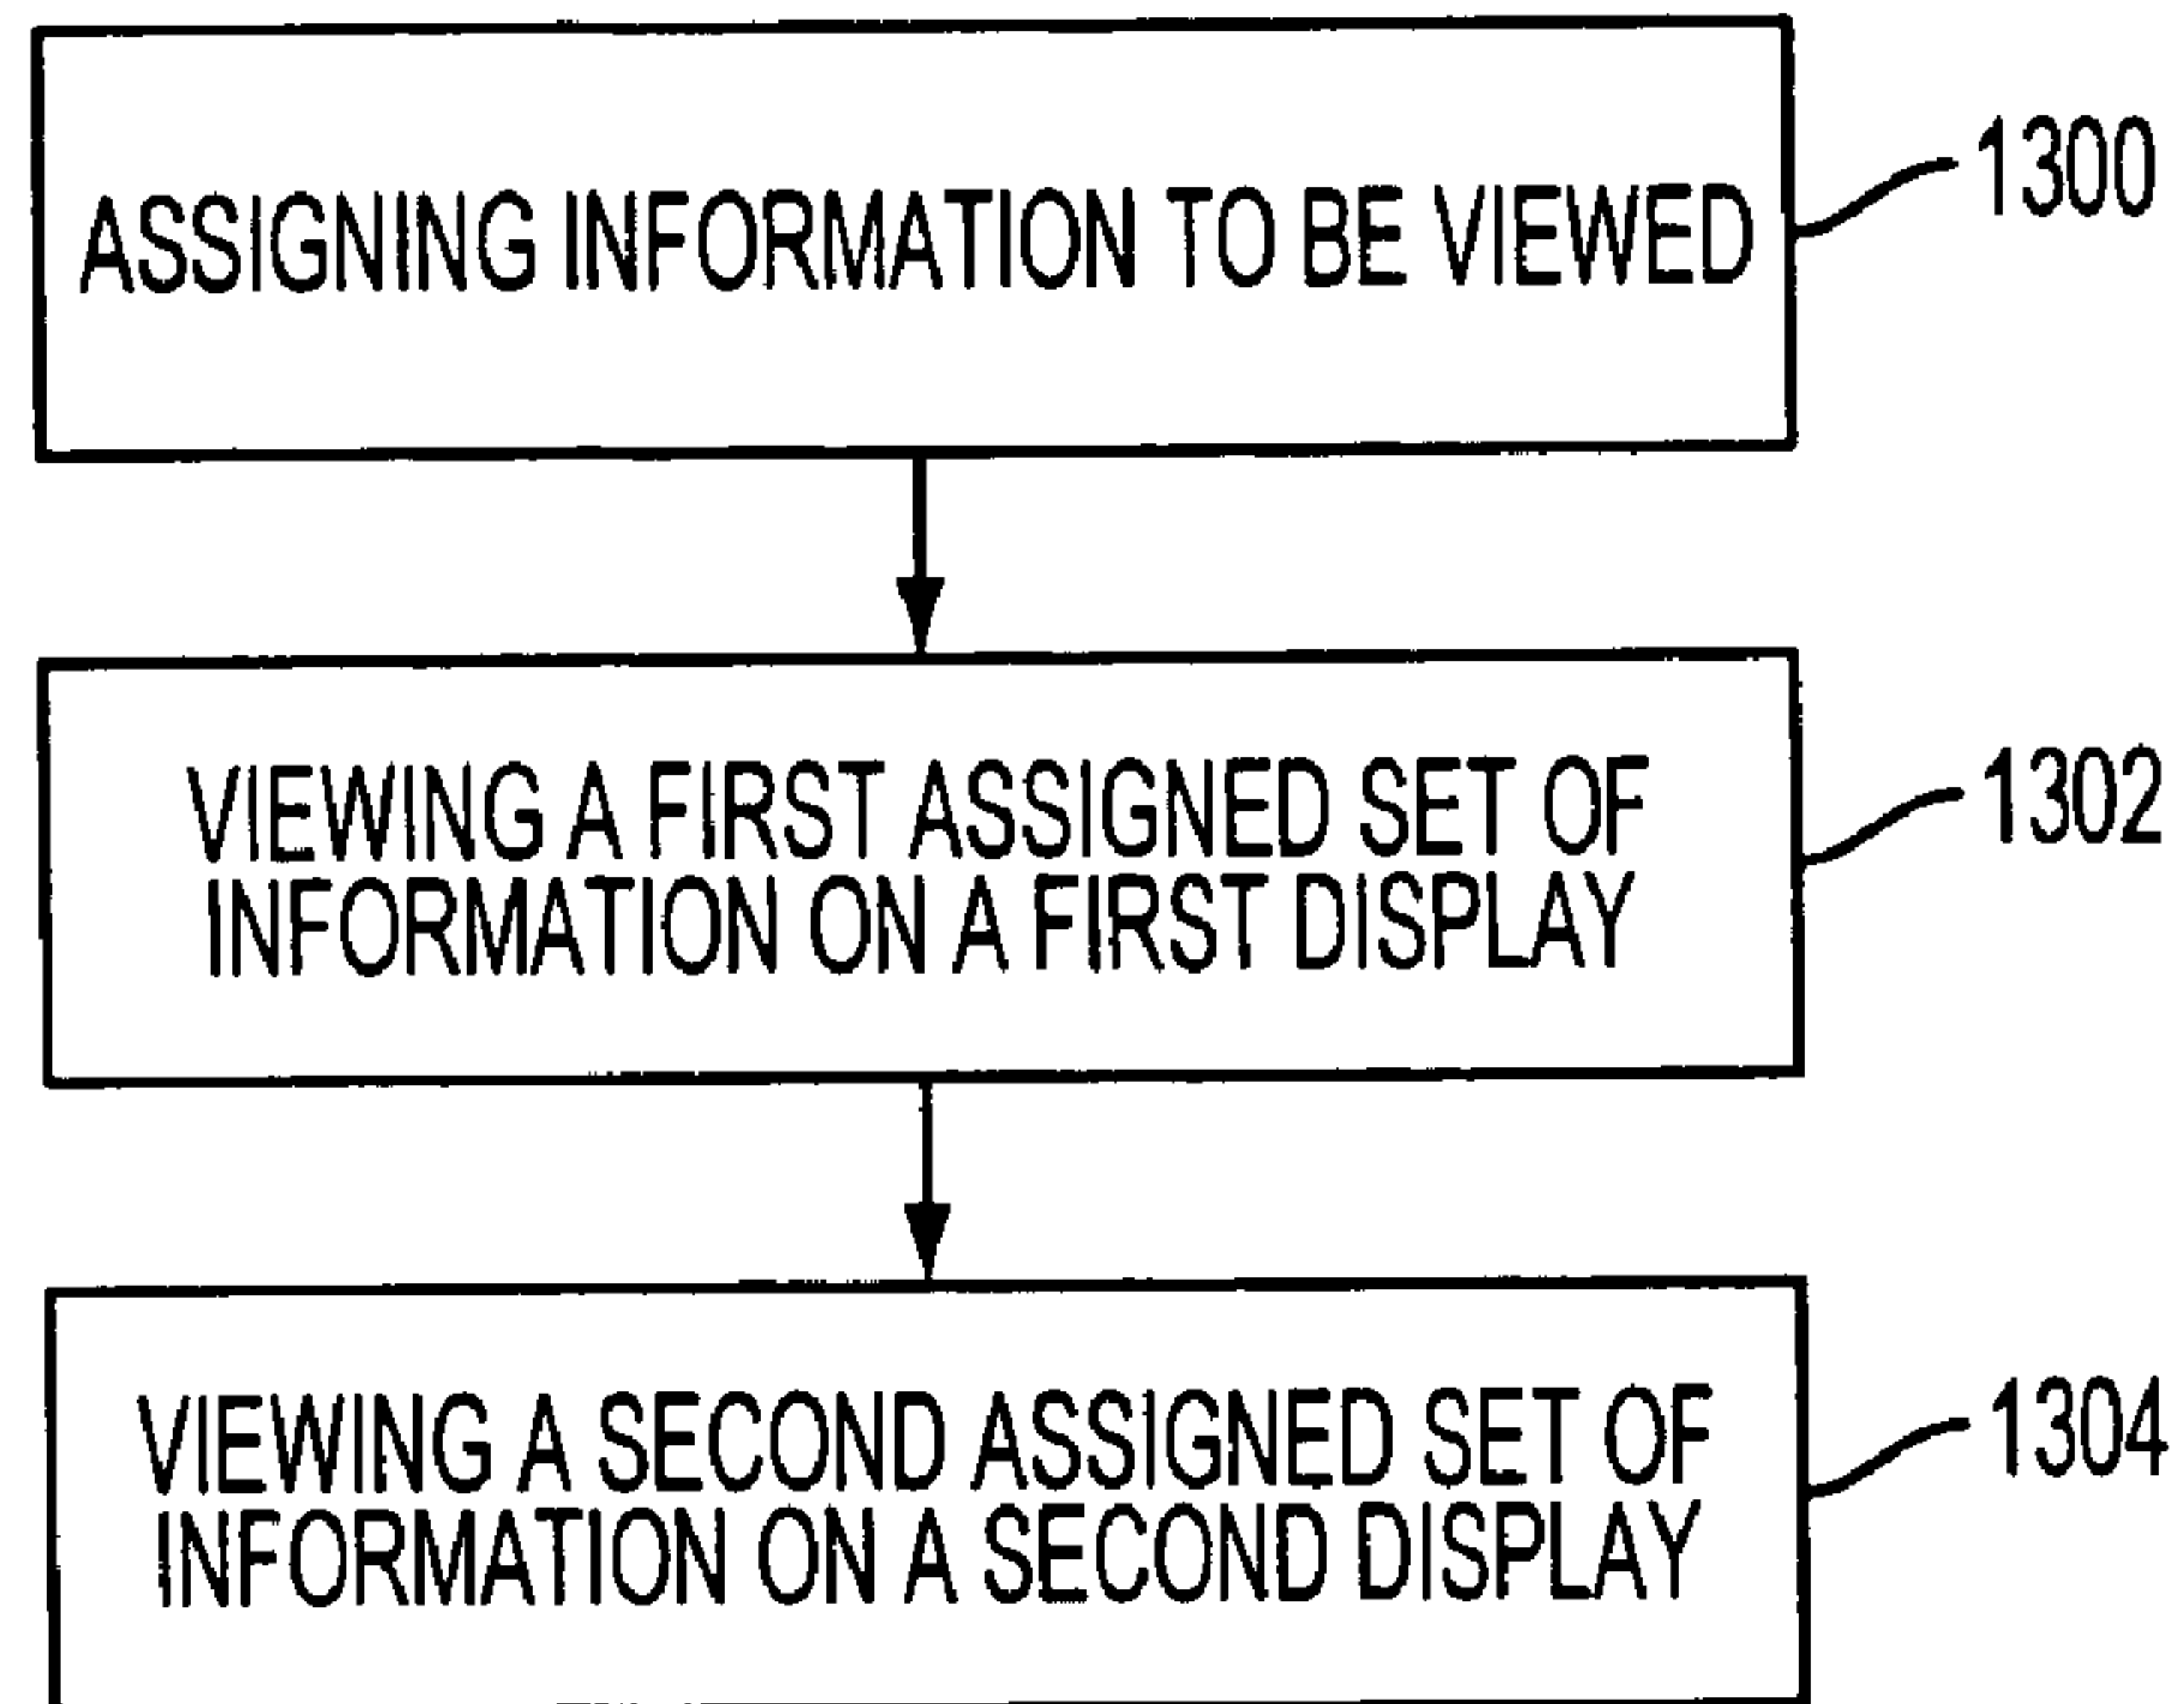 ASSIGNING INFORMATION TO BE VIEWED
1300
VIEWING A FIRST ASSIGNED SET OF
INFORMATION ON A FIRST DISPLAY
1302
VIEWING A SECOND ASSIGNED SET OF
INFORMATION ON A SECOND DISPLAY
1304